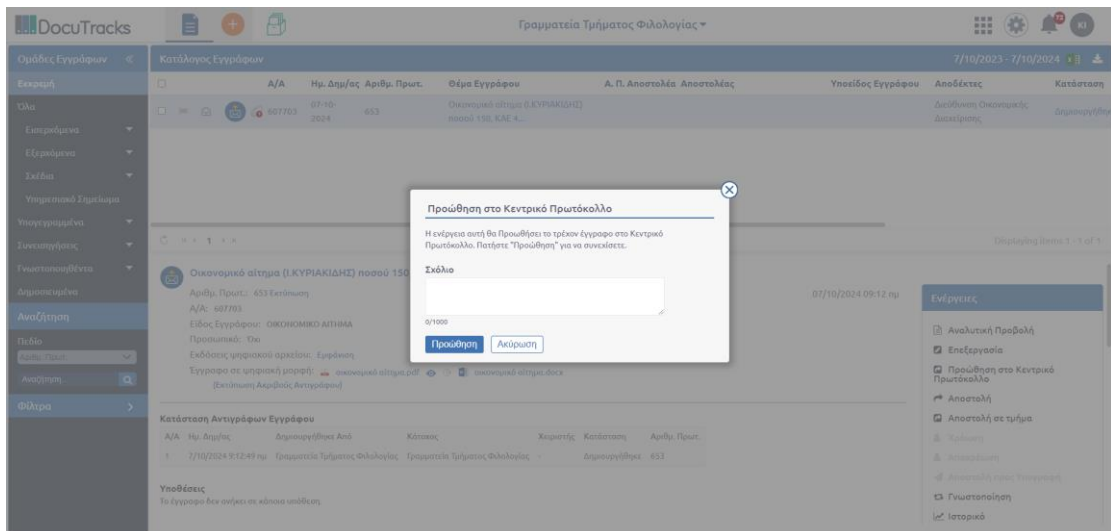 DocuTracks
Γραμματεία Τμήματος Φιλολογίας
KI
Ομάδες Εγγράφων
Κατάλογος Εγγράφων
7/10/2023 - 7/10/2024
Εκκρεμή
Α/Α Ημ. Δημ/ας Αριθμ. Πρωτ. Θέμα Εγγράφου Α. Π. Αποστολέα Αποστολέας Υποείδος Εγγράφου Αποδέκτες Κατάσταση
Όλα
607703 07-10-2024 653 Οικονομικό αίτημα (Ι.ΚΥΡΙΑΚΙΔΗΣ) ποσού 150, ΚΑΕ 4... Διεύθυνση Οικονομικής Διαχείρισης
Εισερχόμενα
Εξερχόμενα
Σχέδια
Υπηρεσιακό Σημείωμα
Υπογεγραμμένα
Συνεισηγήσεις
Γνωστοποιηθέντα
Δημοσιευμένα
Αναζήτηση
Πεδίο
Αριθμ. Πρωτ.
Αναζήτηση...
Φίλτρα
Προώθηση στο Κεντρικό Πρωτόκολλο
Η ενέργεια αυτή θα Προωθήσει το τρέχον έγγραφο στο Κεντρικό
Πρωτόκολλο. Πατήστε "Προώθηση" για να συνεχίσετε.
Σχόλιο
0/1000
Προώθηση Ακύρωση
1
Displaying items 1 - 1 of 1
Οικονομικό αίτημα (Ι.ΚΥΡΙΑΚΙΔΗΣ) ποσού 150
07/10/2024 09:12 πμ
Αριθμ. Πρωτ.: 653 Εκτύπωση
Α/Α: 607703
Είδος Εγγράφου: ΟΙΚΟΝΟΜΙΚΟ ΑΙΤΗΜΑ
Προσωπικό: Όχι
Εκδόσεις ψηφιακού αρχείου: Εμφάνιση
Έγγραφο σε ψηφιακή μορφή: οικονομικό αίτημα.pdf οικονομικό αίτημα.docx
(Εκτύπωση Ακριβούς Αντιγράφου)
Κατάσταση Αντιγράφων Εγγράφου
Α/Α Ημ. Δημ/ας Δημιουργήθηκε Από Κάτοχος Χειριστής Κατάσταση Αριθμ. Πρωτ.
1 7/10/2024 9:12:49 πμ Γραμματεία Τμήματος Φιλολογίας Γραμματεία Τμήματος Φιλολογίας - Δημιουργήθηκε 653
Υποθέσεις
Το έγγραφο δεν ανήκει σε κάποια υπόθεση
Ενέργειες
Αναλυτική Προβολή
Επεξεργασία
Προώθηση στο Κεντρικό
Πρωτόκολλο
Αποστολή
Αποστολή σε τμήμα
Χρέωση
Αποστολή προς Υπογραφή
Γνωστοποίηση
Ιστορικό